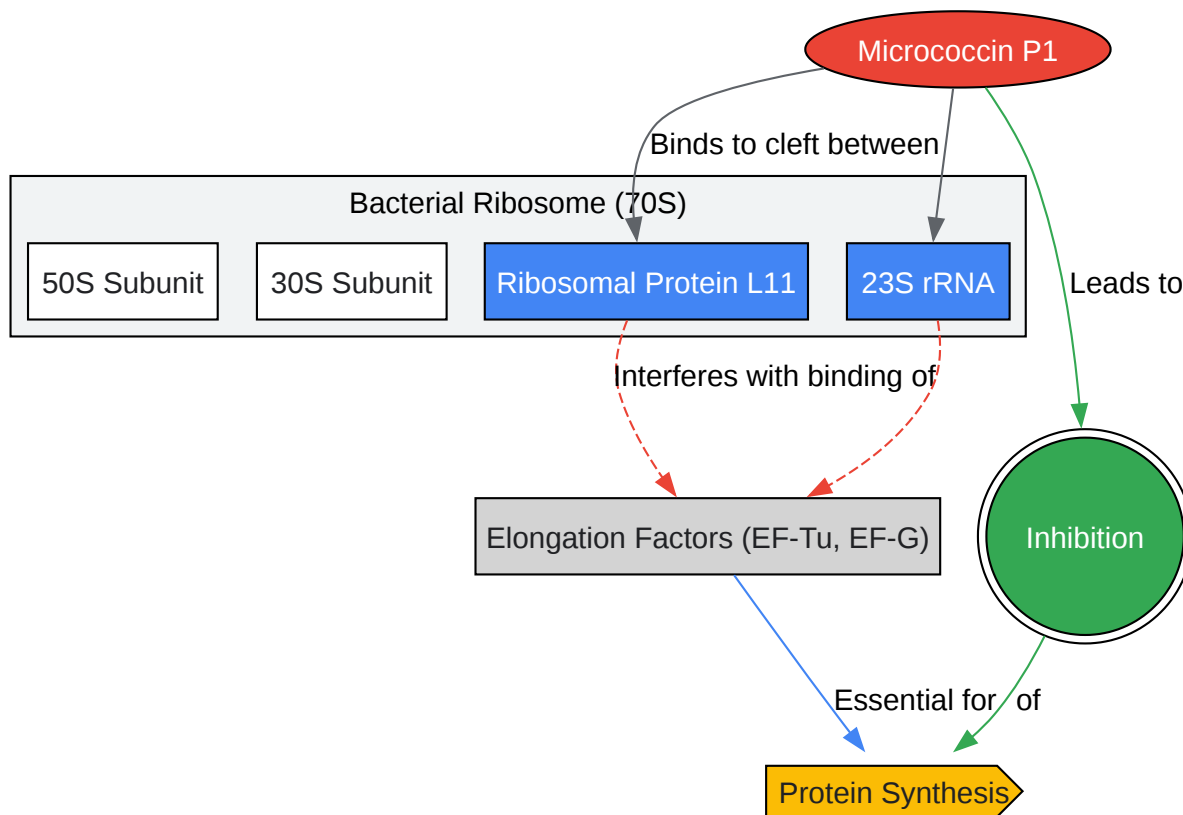 Micrococcin P1
Binds to cleft between
Bacterial Ribosome (70S)
50S Subunit
30S Subunit
Ribosomal Protein L11
23S rRNA
Leads to
Interferes with binding of
Elongation Factors (EF-Tu, EF-G)
Inhibition
Essential for
of
Protein Synthesis